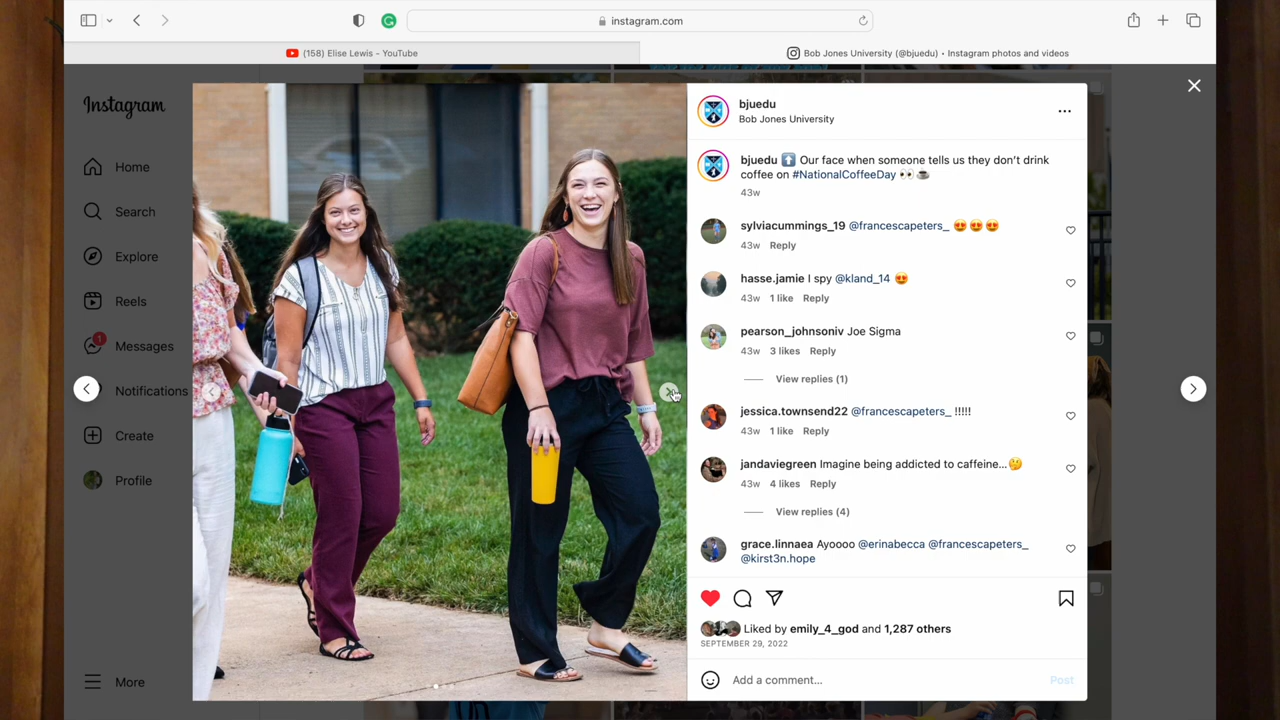 instagram.com
(158) Elise Lewis - YouTube
Bob Jones University (@bjuedu) • Instagram photos and videos
Instagram
Home
Search
Explore
Reels
1
Messages
Notifications
Create
Profile
More
bjuedu
Bob Jones University
bjuedu ⬆️ Our face when someone tells us they don't drink
coffee on #NationalCoffeeDay 👀☕
43w
sylviacummings_19 @francescapeters_ 😍😍😍
43w Reply
hasse.jamie I spy @kland_14 😍
43w 1 like Reply
pearson_johnsoniv Joe Sigma
43w 3 likes Reply
View replies (1)
jessica.townsend22 @francescapeters_ !!!!!
43w 1 like Reply
jandaviegreen Imagine being addicted to caffeine...🤔
43w 4 likes Reply
View replies (4)
grace.linnaea Ayoooo @erinabecca @francescapeters_
@kirst3n.hope
Liked by emily_4_god and 1,287 others
SEPTEMBER 29, 2022
Add a comment...
Post